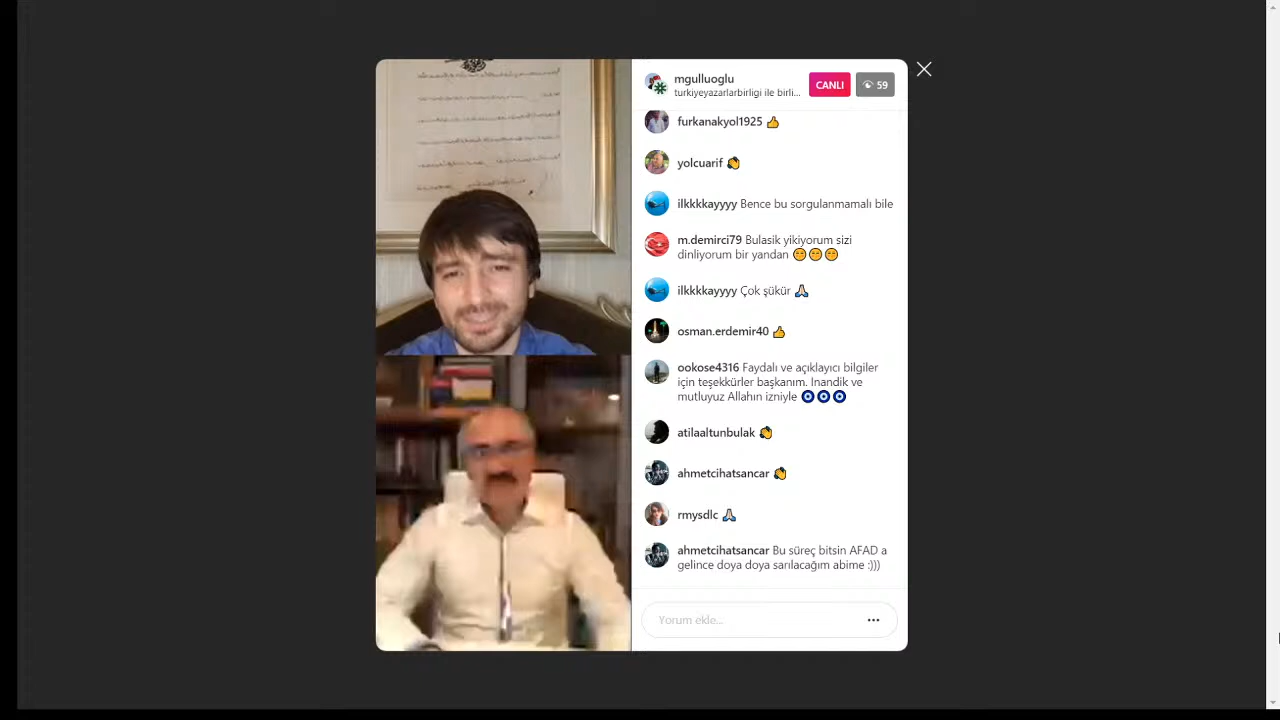 mgulluoglu
turkiyeyazarlarbirligi ile birli...
CANLI
59
furkanakyol1925 👍
yolcuarif 👏
ilkkkkayyyy Bence bu sorgulanmamalı bile
m.demirci79 Bulasik yikiyorum sizi
dinliyorum bir yandan 😁😁😁
ilkkkkayyyy Çok şükür 🙏🏻
osman.erdemir40 👍
ookose4316 Faydalı ve açıklayıcı bilgiler
için teşekkürler başkanım. Inandik ve
mutluyuz Allahın izniyle 🧿🧿🧿
atilaaltunbulak 👏
ahmetcihatsancar 👏
rmysdlc 🙏🏻
ahmetcihatsancar Bu süreç bitsin AFAD a
gelince doya doya sarılacağım abime :)))
Yorum ekle...